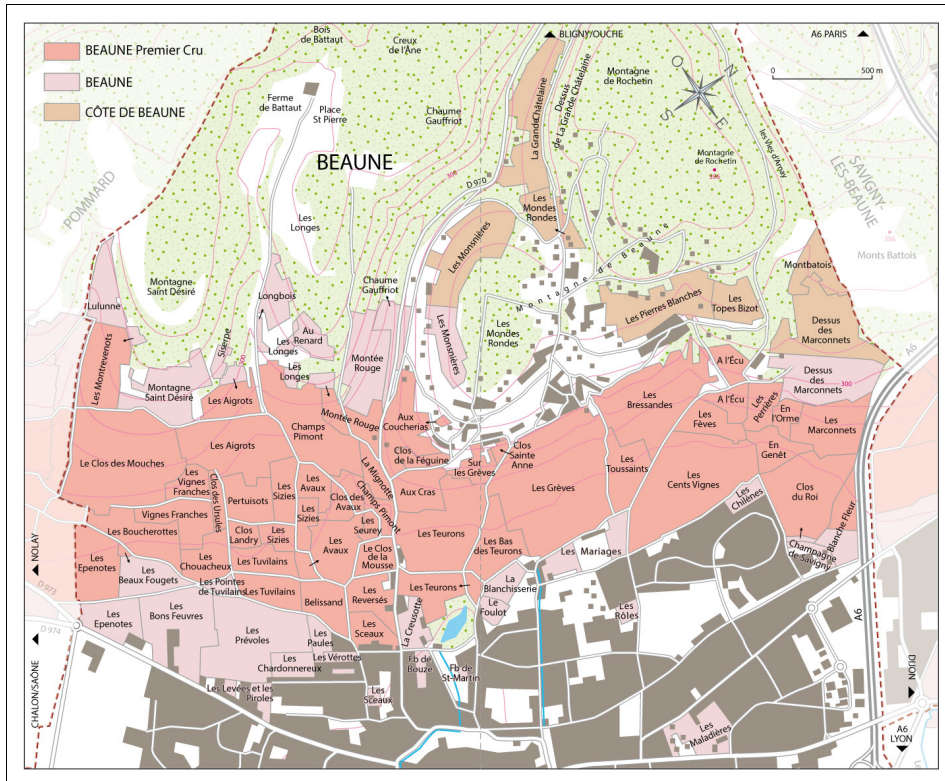 Bois
de Battaut
Creux
de l'Âne
BLIGNY/OUCHE
A6 PARIS
BEAUNE Premier Cru
BEAUNE
CÔTE DE BEAUNE
Montagne
de Rochetin
O
N
S
E
0
500 m
Ferme
de Battaut
Place
St Pierre
Chaume
Gauffriot
La Grande Châtelaine
Dessus
de La Grande Châtelaine
les Vies d'Arnay
BEAUNE
308
D 970
Montagne
de Rochetin
POMMARD
SAVIGNY-
LES BEAUNE
356
Monts Battois
Les
Mondes
Rondes
Les
Longes
Les Monsnières
Montagne de Beaune
Montbatois
Montagne
Saint Désiré
Lulunne
Longbois
Chaume
Gauffriot
Les Monsnières
Les
Mondes
Rondes
Les Pierres Blanches
Les
Topes Bizot
Dessus
des
Marconnets
A6
Siserpe
Au
Renard
Les
Longes
Les
Longes
Montée
Rouge
Les Montrevenots
Montagne
Saint Désiré
300
Les Aigrots
Montée Rouge
Aux
Coucherias
Les
Bressandes
A l'Écu
A l'Écu
Les
Perrières
Dessus
des
Marconnets
300
Champs
Pimont
Clos
de la Féguine
Clos
Sainte
Anne
Sur
les Grèves
Les
Fèves
En
l'Orme
Les
Marconnets
Le Clos des Mouches
Les Aigrots
La Mignotte
Les
Toussaints
En
Genêt
Les
Vignes
Franches
Clos des Ursules
Pertuisots
Les
Sizies
Les
Avaux
Clos des
Avaux
Champs Pimont
Aux Cras
Les Grèves
Les
Cents Vignes
Les
Chilènes
Clos
du Roi
Vignes Franches
Les Boucherottes
Clos
Landry
Les
Sizies
Les
Sizies
Les
Seurey
Les Teurons
Les Bas
des Teurons
Blanche Fleur
Les
Avaux
Le Clos
de la
Mousse
Les Mariages
Champagne
de Savigny
NOLAY
Les
Epenotes
Les
Beaux Fougets
Les
Chouacheux
Les Tuvilains
Les Pointes
de Tuvilains
Les Tuvilains
Belissand
Les
Reversés
Les Teurons
La
Blanchisserie
D 973
Les
Epenotes
Les
Bons Feuvres
Les
Prévoles
Les
Paules
Les
Sceaux
La Creusotte
Le
Foulot
Les
Rôles
A6
D 974
Les
Chardonnereux
Les Vérottes
Fb de
Bouze
Fb de
St-Martin
Les Levées et les
Piroles
Les
Sceaux
CHALON/SAÔNE
DIJON
Les
Maladières
A6
LYON